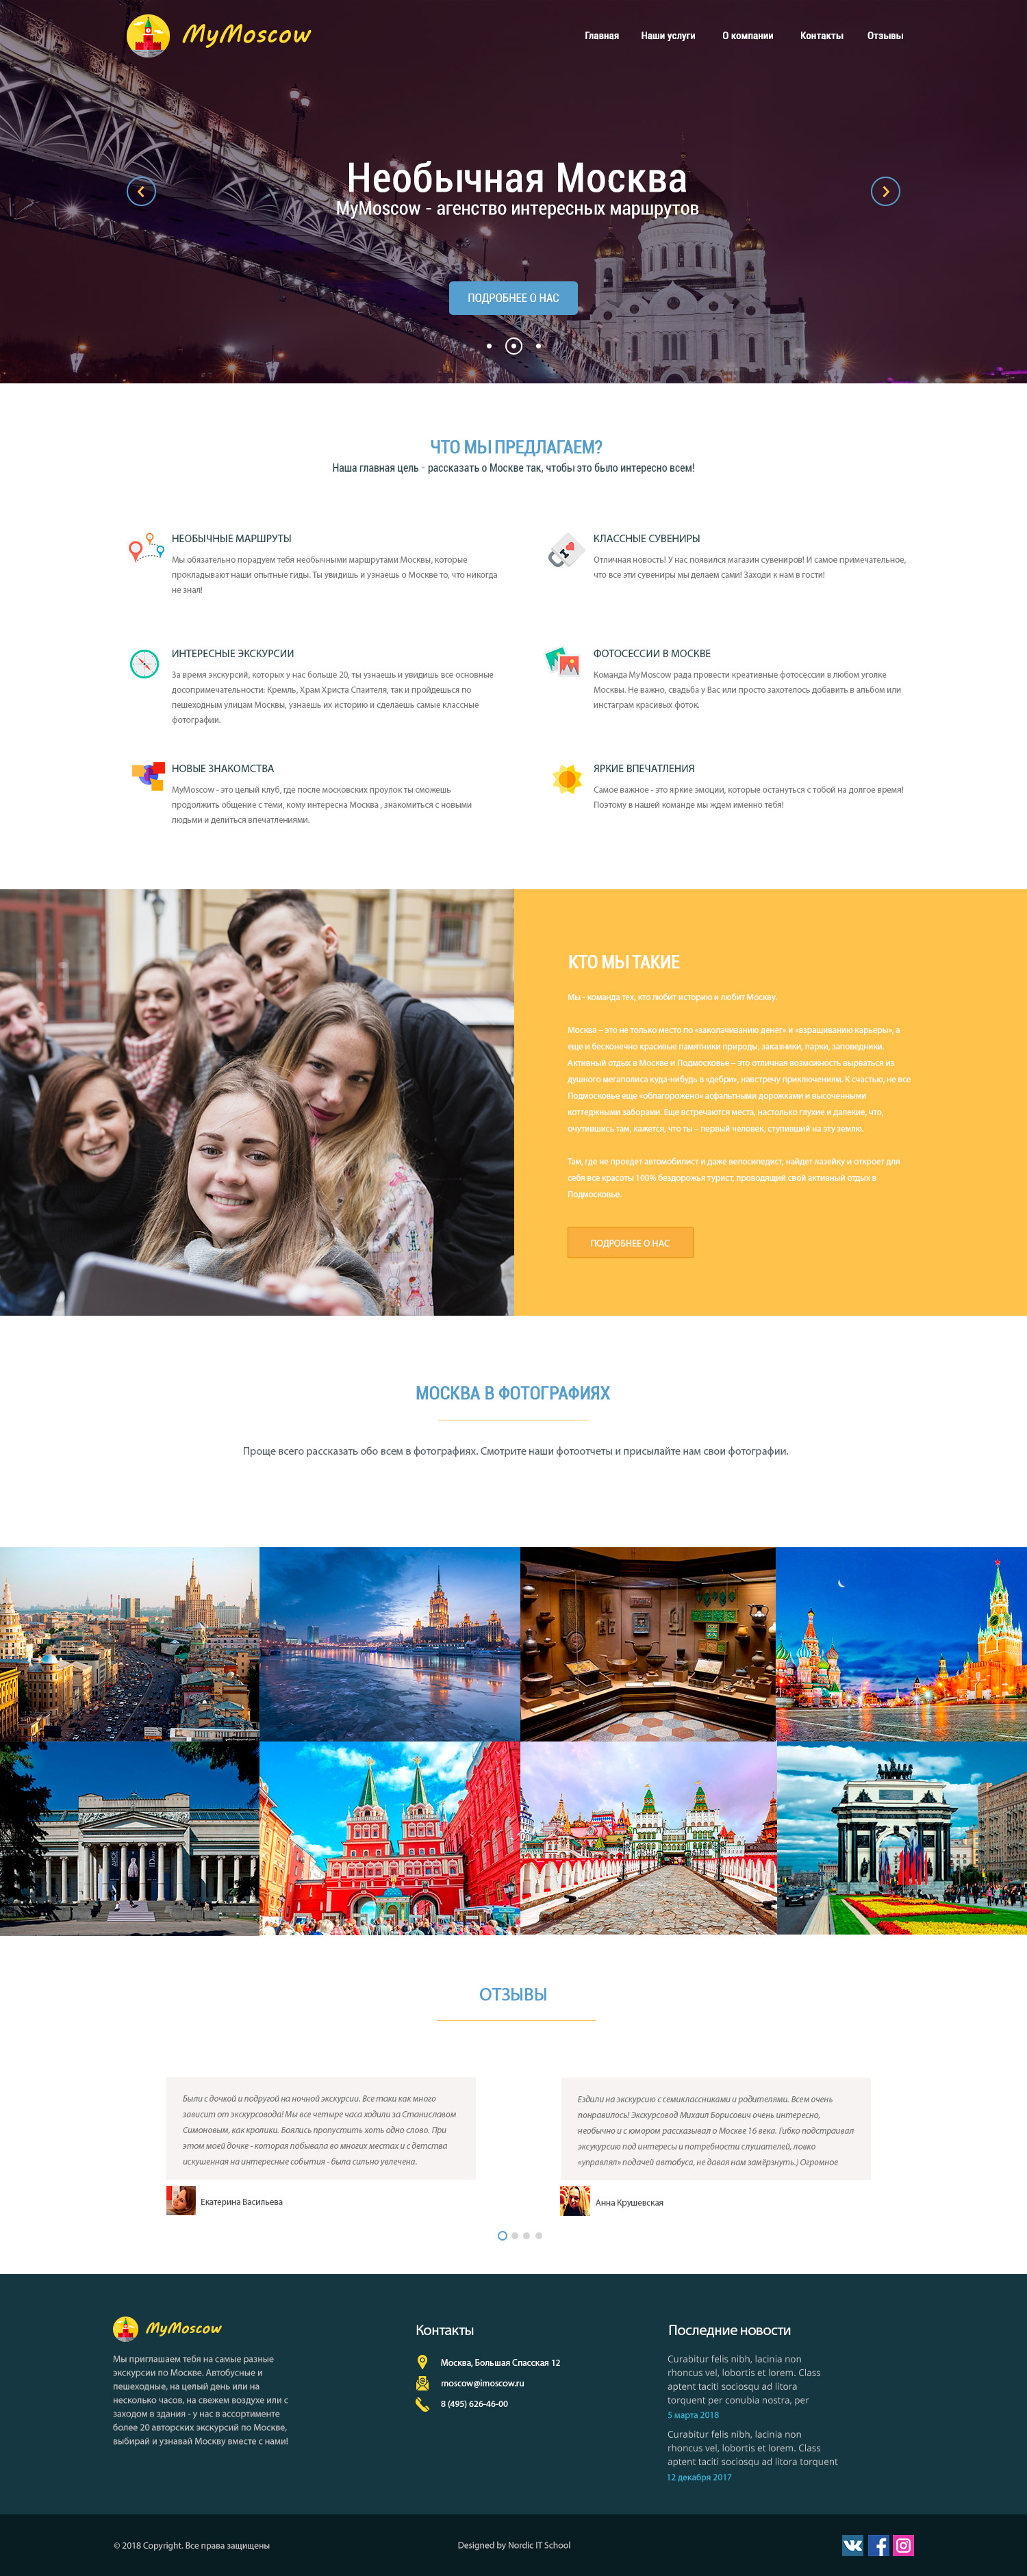 MyMoscow
Главная Наши услуги О компании Контакты Отзывы
Необычная Москва
MyMoscow - агенство интересных маршрутов
ПОДРОБНЕЕ О НАС
ЧТО МЫ ПРЕДЛАГАЕМ?
Наша главная цель - рассказать о Москве так, чтобы это было интересно всем!
НЕОБЫЧНЫЕ МАРШРУТЫ
Мы обязательно порадуем тебя необычными маршрутами Москвы, которые
прокладывают наши опытные гиды. Ты увидишь и узнаешь о Москве то, что никогда
не знал!
КЛАССНЫЕ СУВЕНИРЫ
Отличная новость! У нас появился магазин сувениров! И самое примечательное,
что все эти сувениры мы делаем сами! Заходи к нам в гости!
ИНТЕРЕСНЫЕ ЭКСКУРСИИ
За время экскурсий, которых у нас больше 20, ты узнаешь и увидишь все основные
досопримечательности: Кремль, Храм Христа Спаителя, так и пройдешься по
пешеходным улицам Москвы, узнаешь их историю и сделаешь самые классные
фотографии.
ФОТОСЕССИИ В МОСКВЕ
Команда MyMoscow рада провести креативные фотосессии в любом уголке
Москвы. Не важно, свадьба у Вас или просто захотелось добавить в альбом или
инстаграм красивых фоток.
НОВЫЕ ЗНАКОМСТВА
MyMoscow - это целый клуб, где после московских проулок ты сможешь
продолжить общение с теми, кому интересна Москва , знакомиться с новыми
людьми и делиться впечатлениями.
ЯРКИЕ ВПЕЧАТЛЕНИЯ
Самое важное - это яркие эмоции, которые остануться с тобой на долгое время!
Поэтому в нашей команде мы ждем именно тебя!
КТО МЫ ТАКИЕ
Мы - команда тех, кто любит историю и любит Москву.
Москва – это не только место по «заколачиванию денег» и «взращиванию карьеры», а
еще и бесконечно красивые памятники природы, заказники, парки, заповедники.
Активный отдых в Москве и Подмосковье – это отличная возможность вырваться из
душного мегаполиса куда-нибудь в «дебри», навстречу приключениям. К счастью, не все
Подмосковье еще «облагорожено» асфальтными дорожками и высоченными
коттеджными заборами. Еще встречаются места, настолько глухие и далекие, что,
очутившись там, кажется, что ты – первый человек, ступивший на эту землю.
Там, где не проедет автомобилист и даже велосипедист, найдет лазейку и откроет для
себя все красоты 100% бездорожья турист, проводящий свой активный отдых в
Подмосковье.
ПОДРОБНЕЕ О НАС
МОСКВА В ФОТОГРАФИЯХ
Проще всего рассказать обо всем в фотографиях. Смотрите наши фотоотчеты и присылайте нам свои фотографии.
ОТЗЫВЫ
Были с дочкой и подругой на ночной экскурсии. Все таки как много
зависит от экскурсовода! Мы все четыре часа ходили за Станиславом
Симоновым, как кролики. Боялись пропустить хоть одно слово. При
этом моей дочке - которая побывала во многих местах и с детства
искушенная на интересные события - была сильно увлечена.
Екатерина Васильева
Ездили на экскурсию с семиклассниками и родителями. Всем очень
понравилось! Экскурсовод Михаил Борисович очень интересно,
необычно и с юмором рассказывал о Москве 16 века. Гибко подстраивал
экскурсию под интересы и потребности слушателей, ловко
«управлял» подачей автобуса, не давая нам замёрзнуть.) Огромное
Анна Крушевская
MyMoscow
Мы приглашаем тебя на самые разные
экскурсии по Москве. Автобусные и
пешеходные, на целый день или на
несколько часов, на свежем воздухе или с
заходом в здания - у нас в ассортименте
более 20 авторских экскурсий по Москве,
выбирай и узнавай Москву вместе с нами!
Контакты
Москва, Большая Спасская 12
moscow@imoscow.ru
8 (495) 626-46-00
Последние новости
Curabitur felis nibh, lacinia non
rhoncus vel, lobortis et lorem. Class
aptent taciti sociosqu ad litora
torquent per conubia nostra, per
5 марта 2018
Curabitur felis nibh, lacinia non
rhoncus vel, lobortis et lorem. Class
aptent taciti sociosqu ad litora torquent
12 декабря 2017
© 2018 Copyright. Все права защищены
Designed by Nordic IT School